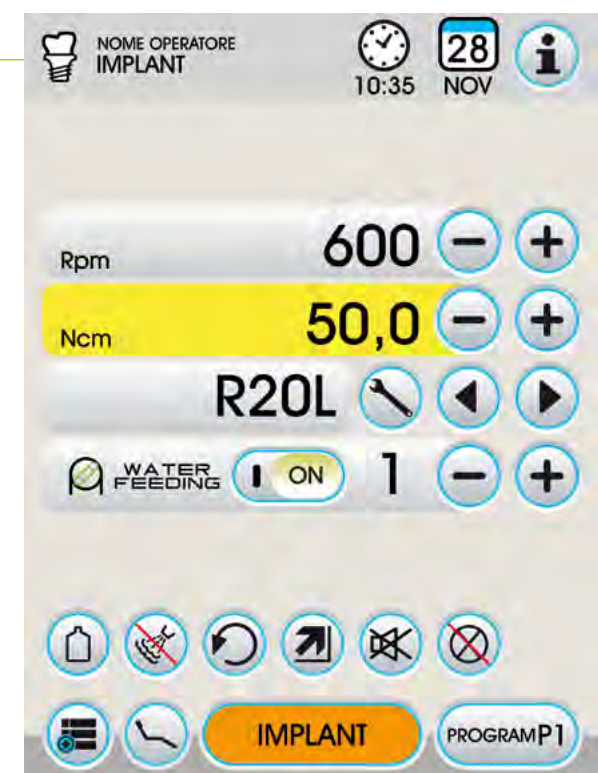 NOME OPERATORE
IMPLANT
10:35
28
NOV
i
Rpm 600 - +
Ncm 50,0 - +
R20L
WATER FEEDING I ON 1 - +
IMPLANT
PROGRAM P1